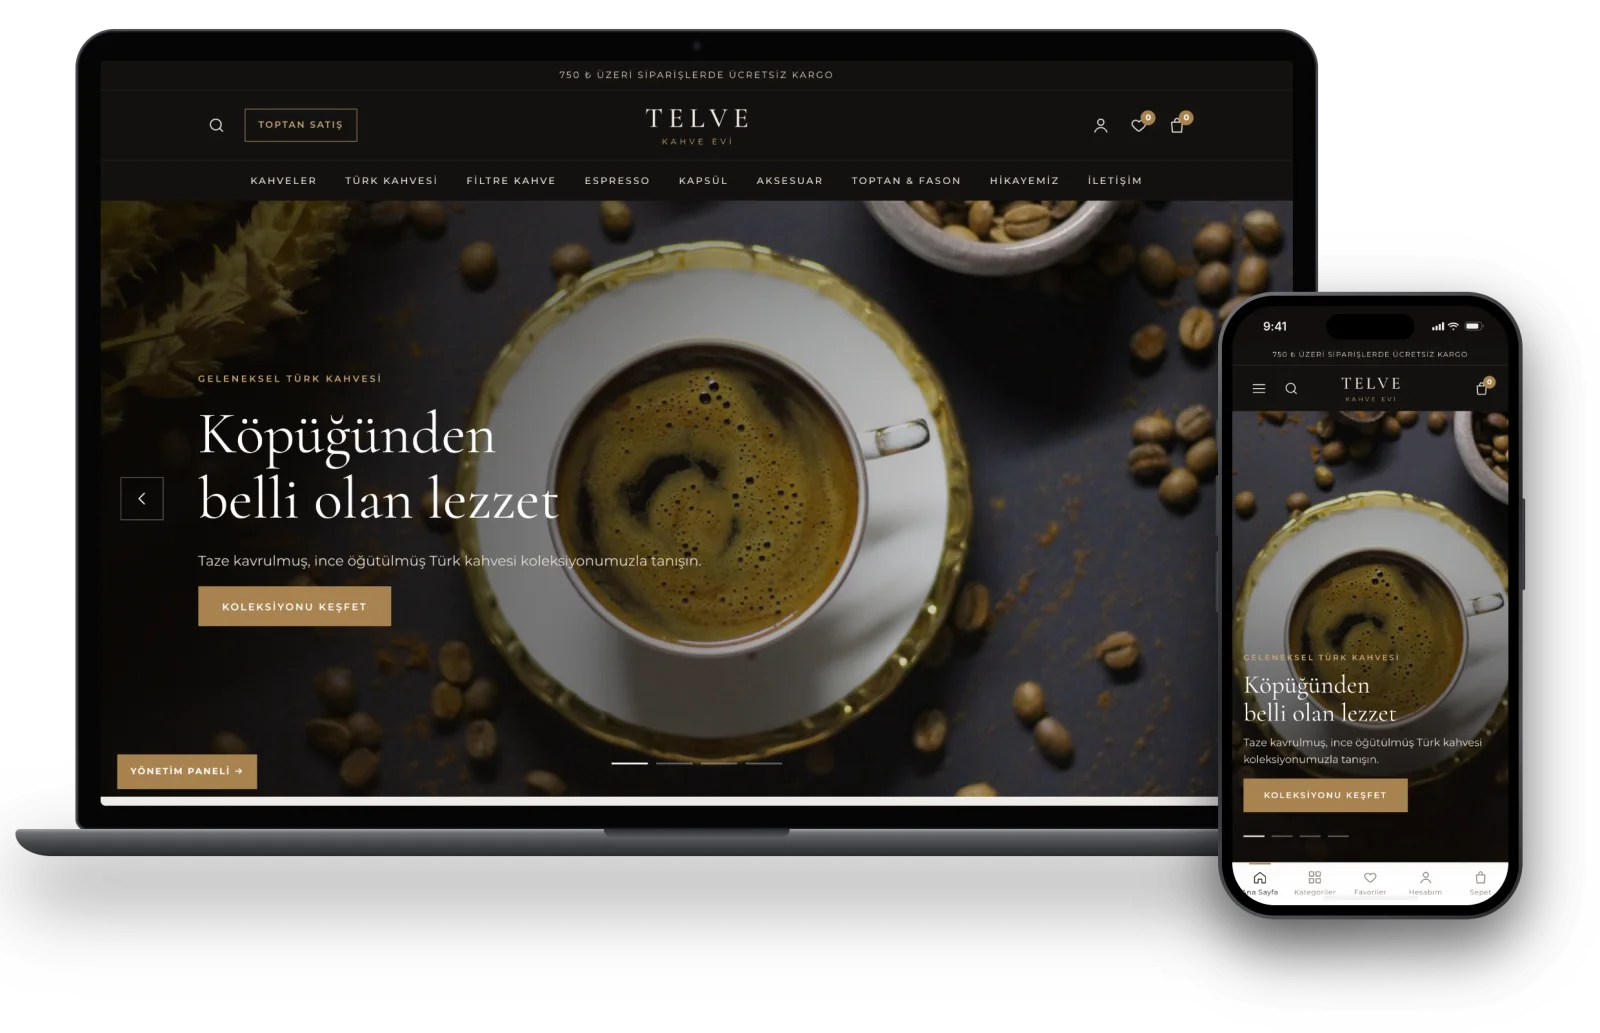 750 ₺ ÜZERİ SİPARİŞLERDE ÜCRETSİZ KARGO
TOPTAN SATIŞ
TELVE
KAHVE EVİ
0
0
KAHVELER TÜRK KAHVESİ FİLTRE KAHVE ESPRESSO KAPSÜL AKSESUAR TOPTAN & FASON HİKAYEMİZ İLETİŞİM
GELENEKSEL TÜRK KAHVESİ
Köpüğünden
belli olan lezzet
Taze kavrulmuş, ince öğütülmüş Türk kahvesi koleksiyonumuzla tanışın.
KOLEKSİYONU KEŞFET
YÖNETİM PANELİ →
9:41
750 ₺ ÜZERİ SİPARİŞLERDE ÜCRETSİZ KARGO
TELVE
KAHVE EVİ
0
GELENEKSEL TÜRK KAHVESİ
Köpüğünden
belli olan lezzet
Taze kavrulmuş, ince öğütülmüş Türk kahvesi
koleksiyonumuzla tanışın.
KOLEKSİYONU KEŞFET
Ana Sayfa Kategoriler Favoriler Hesabım Sepet